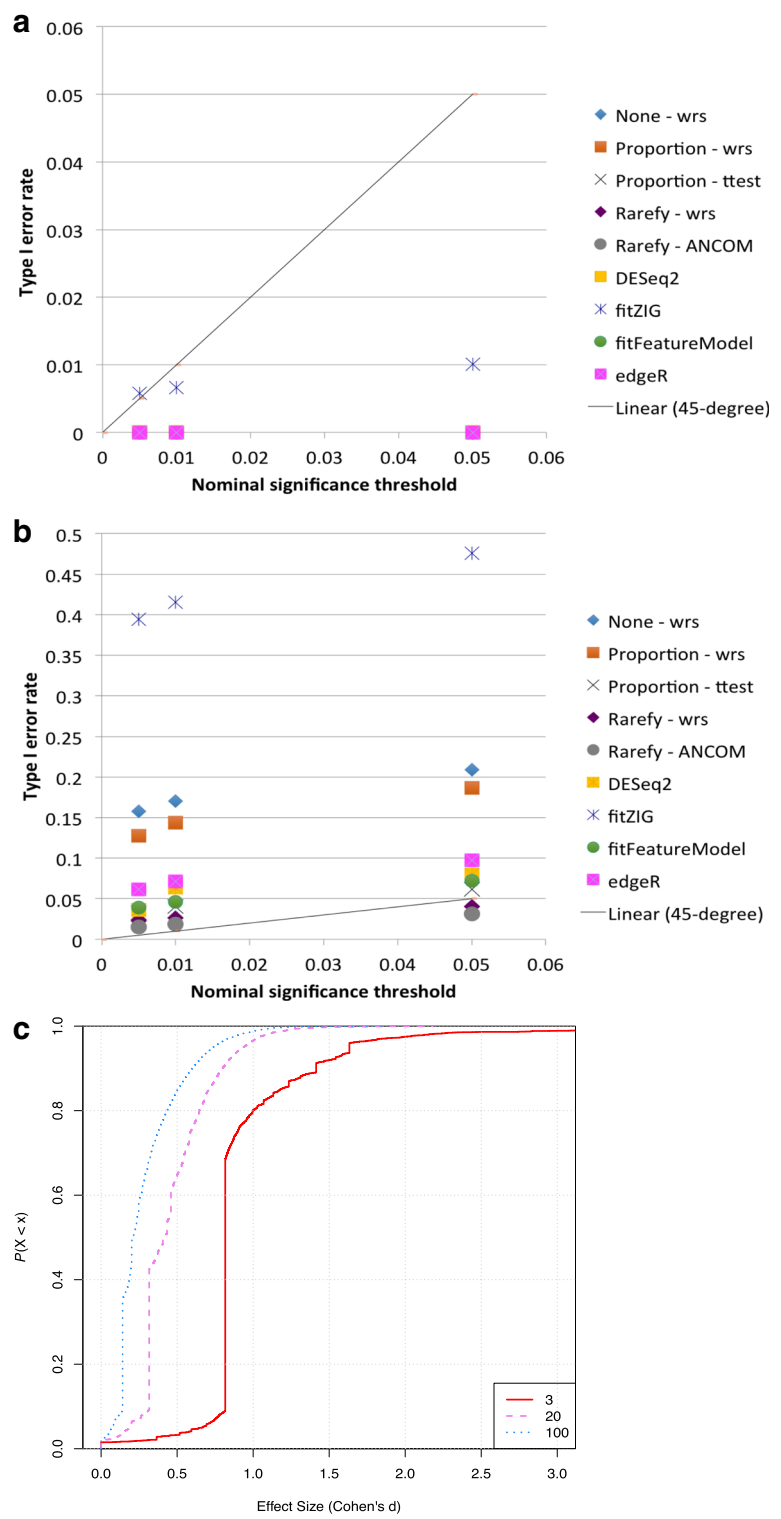 a
0.06
0.05
0.04
0.03
0.02
0.01
0
Type I error rate
0 0.01 0.02 0.03 0.04 0.05 0.06
Nominal significance threshold
None - wrs
Proportion - wrs
Proportion - ttest
Rarefy - wrs
Rarefy - ANCOM
DESeq2
fitZIG
fitFeatureModel
edgeR
Linear (45-degree)
b
0.5
0.45
0.4
0.35
0.3
0.25
0.2
0.15
0.1
0.05
0
Type I error rate
0 0.01 0.02 0.03 0.04 0.05 0.06
Nominal significance threshold
None - wrs
Proportion - wrs
Proportion - ttest
Rarefy - wrs
Rarefy - ANCOM
DESeq2
fitZIG
fitFeatureModel
edgeR
Linear (45-degree)
c
1.0
0.8
0.6
0.4
0.2
0.0
P(X < x)
0.0 0.5 1.0 1.5 2.0 2.5 3.0
Effect Size (Cohen's d)
3
20
100